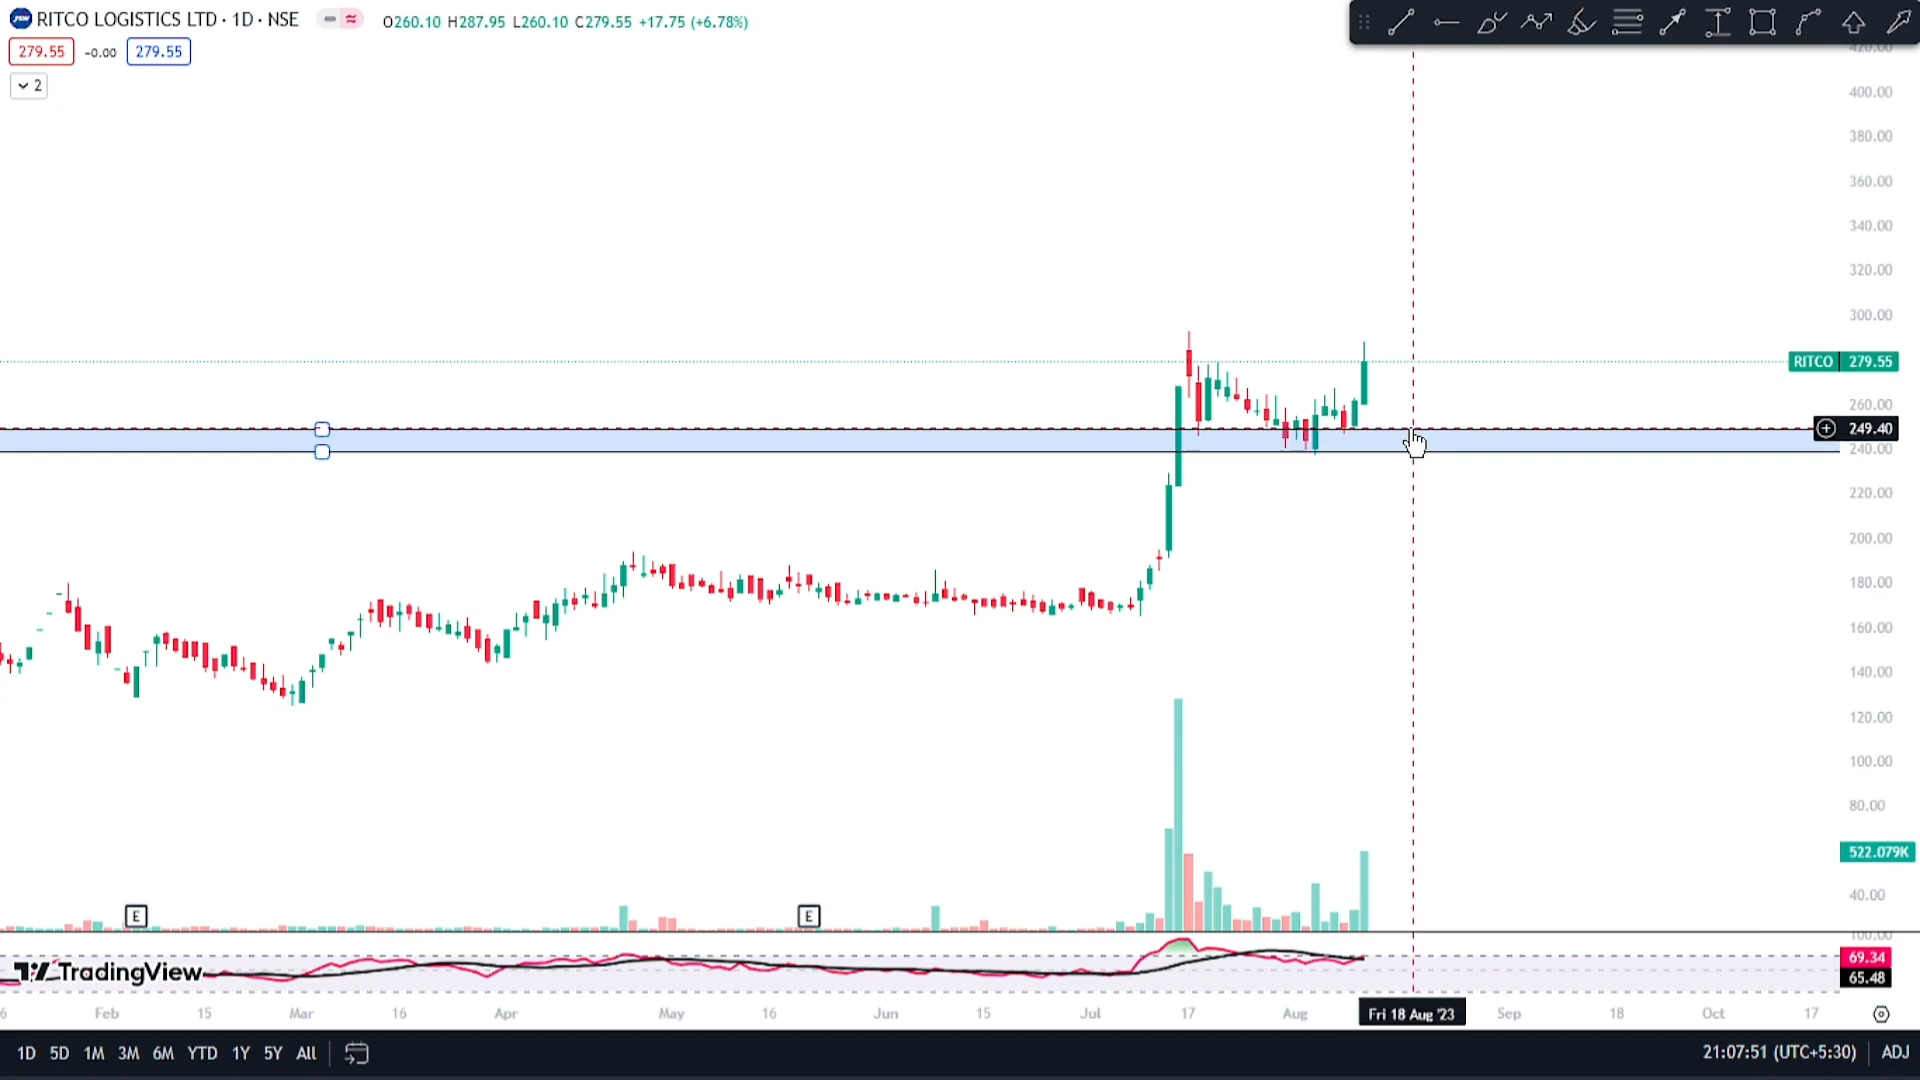 RITCO LOGISTICS LTD · 1D · NSE O260.10 H287.95 L260.10 C279.55 +17.75 (+6.78%)
279.55 -0.00 279.55
2
420.00
400.00
380.00
360.00
340.00
320.00
300.00
RITCO 279.55
260.00
249.40
240.00
220.00
200.00
180.00
160.00
140.00
120.00
100.00
80.00
522.079K
40.00
E E
100.00
69.34
TradingView
65.48
6 Feb 15 Mar 16 Apr May 16 Jun 15 Jul 17 Aug Fri 18 Aug '23 Sep 18 Oct 17
1D 5D 1M 3M 6M YTD 1Y 5Y All 21:07:51 (UTC+5:30) ADJ